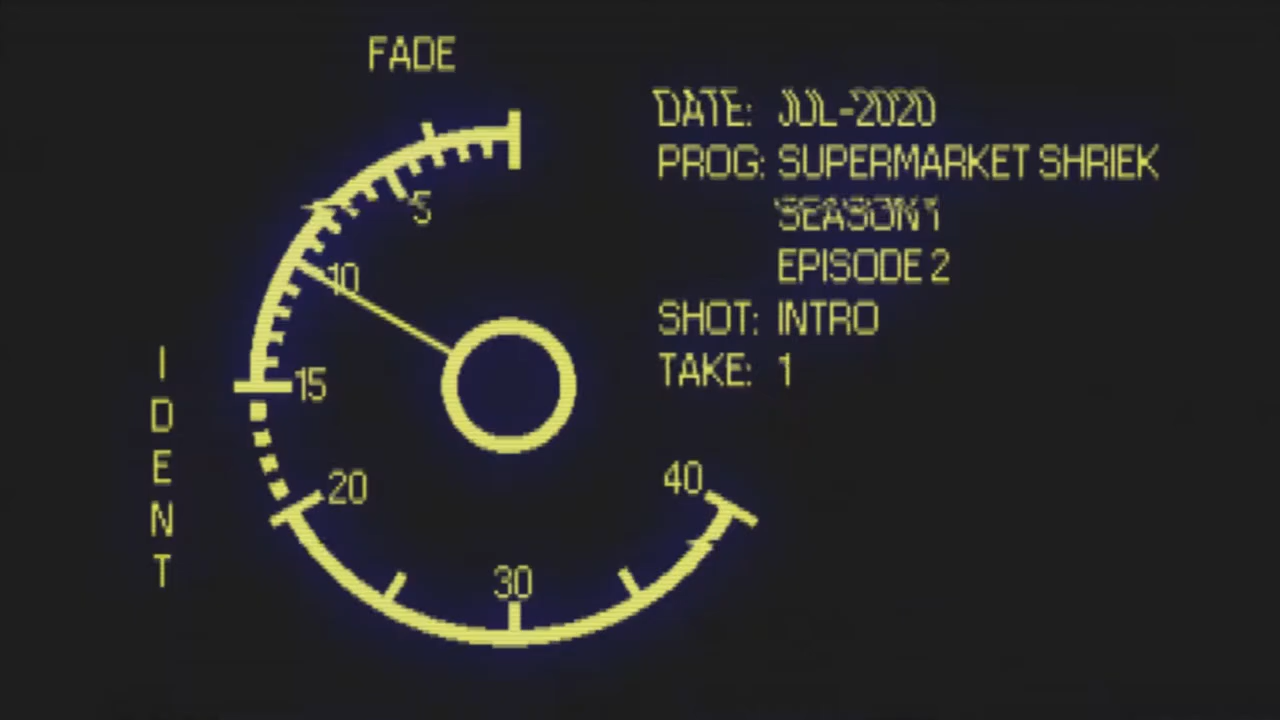 FADE
DATE: JUL-2020
PROG: SUPERMARKET SHRIEK
SEASON 1
EPISODE 2
SHOT: INTRO
TAKE: 1
5
10
15
20
30
40
IDENT